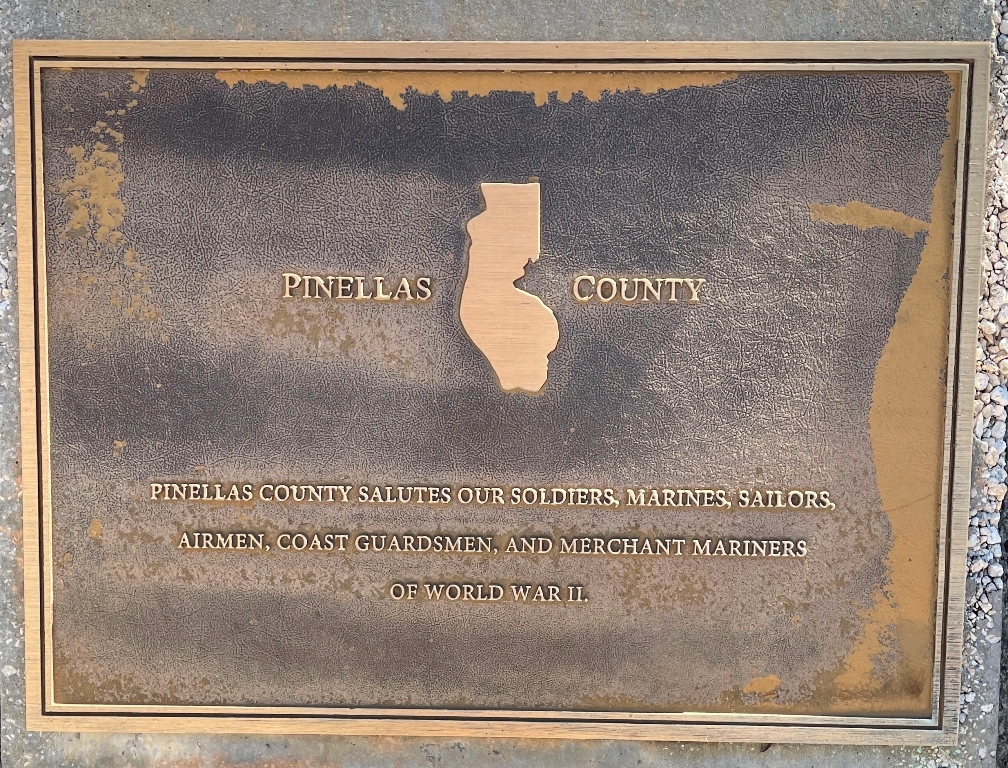 PINELLAS COUNTY
PINELLAS COUNTY SALUTES OUR SOLDIERS, MARINES, SAILORS,
AIRMEN, COAST GUARDSMEN, AND MERCHANT MARINERS
OF WORLD WAR II.